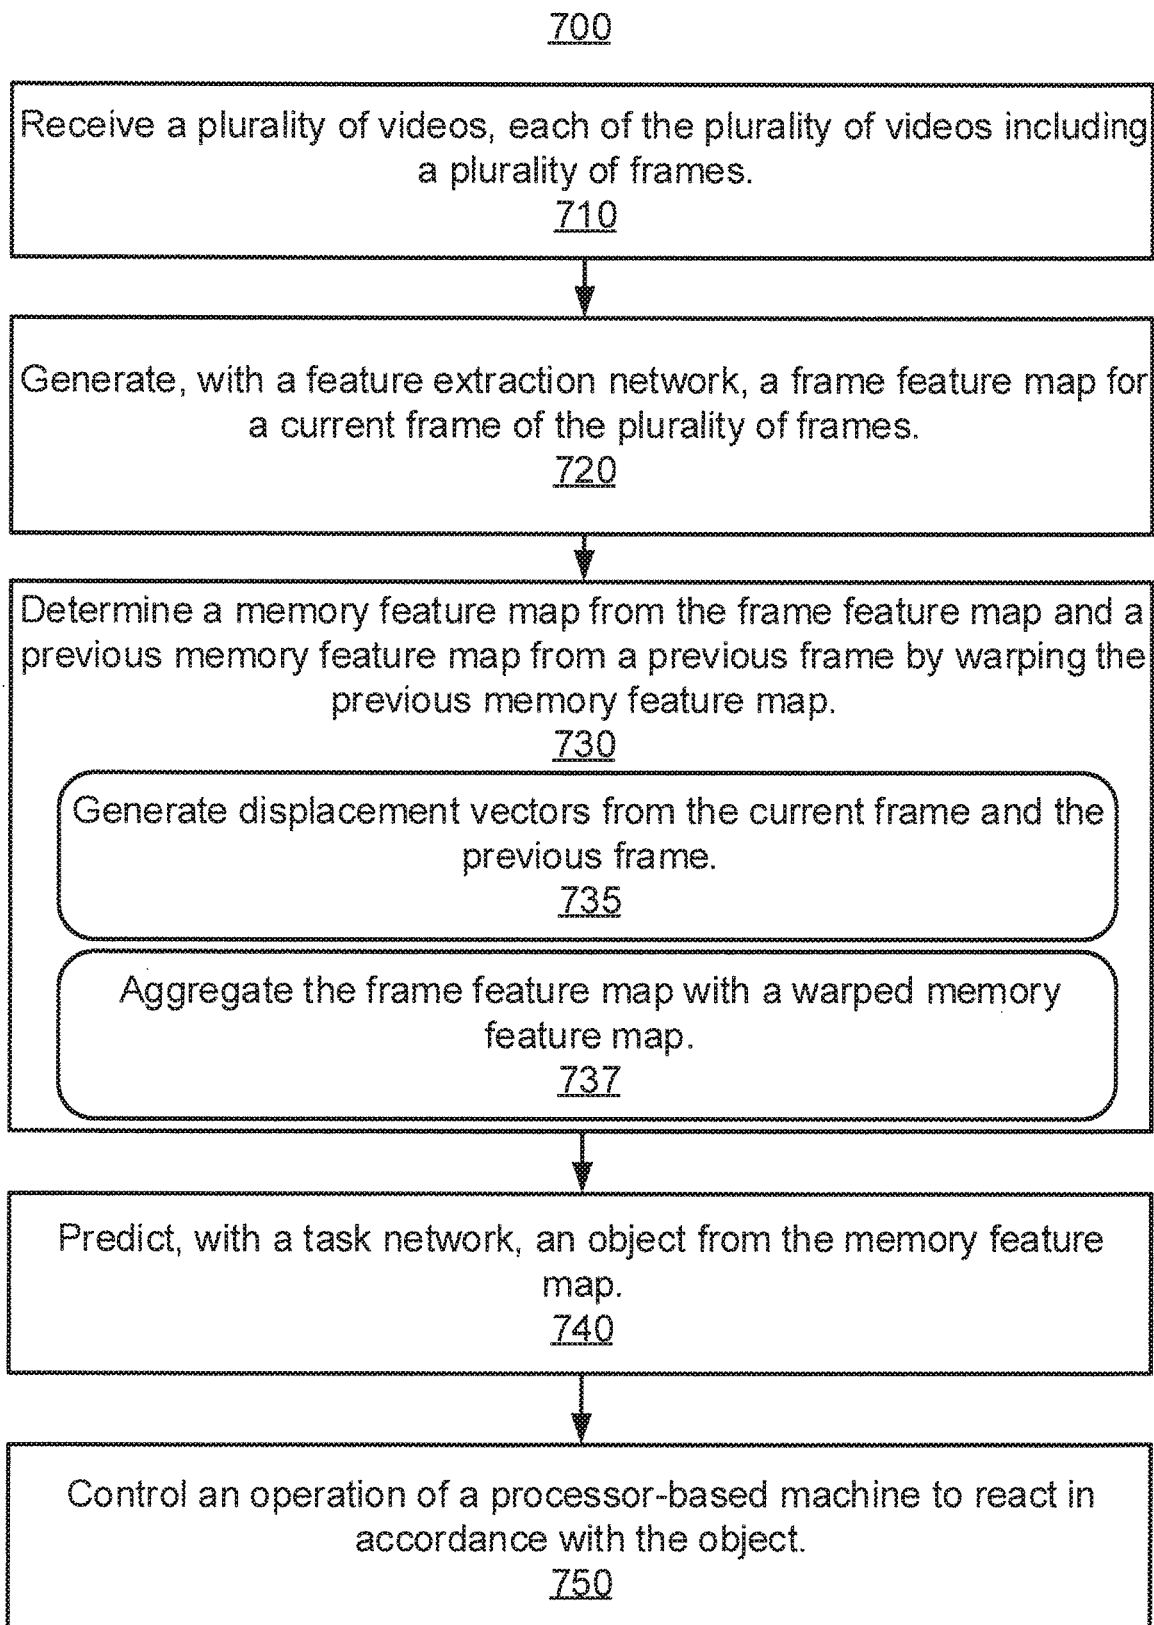 700
Receive a plurality of videos, each of the plurality of videos including
a plurality of frames.
710
Generate, with a feature extraction network, a frame feature map for
a current frame of the plurality of frames.
720
Determine a memory feature map from the frame feature map and a
previous memory feature map from a previous frame by warping the
previous memory feature map.
730
Generate displacement vectors from the current frame and the
previous frame.
735
Aggregate the frame feature map with a warped memory
feature map.
737
Predict, with a task network, an object from the memory feature
map.
740
Control an operation of a processor-based machine to react in
accordance with the object.
750